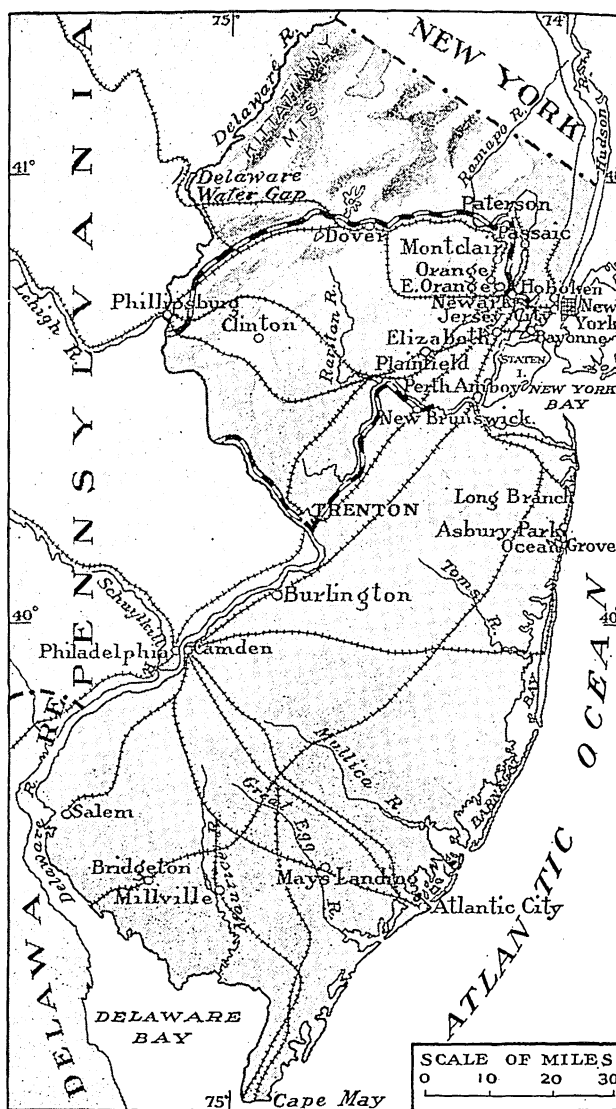 75° 74°
NEW YORK
PENNSYLVANIA
Delaware R.
KITTATINNY
MTS.
Ramapo R.
Hudson R.
41°
Delaware
Water Gap
Paterson
Dover
Passaic
Montclair
Orange
E. Orange
Hoboken
Phillipsburg
Newark
New
York
Jersey City
Lehigh R.
Clinton
Raritan R.
Elizabeth
Bayonne
Plainfield
STATEN
I.
Perth Amboy
NEW YORK
BAY
New Brunswick
Long Branch
TRENTON
Asbury Park
Ocean Grove
Toms R.
40° 40
Burlington
Schuylkill
Philadelphia
Camden
BARNEGAT BAY
Mullica R.
Great Egg
R.
Salem
Delaware R.
Bridgeton
Maurice R.
Millville
Mays Landing
Atlantic City
ATLANTIC OCEAN
DELAWARE
DELAWARE
BAY
75°
Cape May
SCALE OF MILES
0 10 20 30